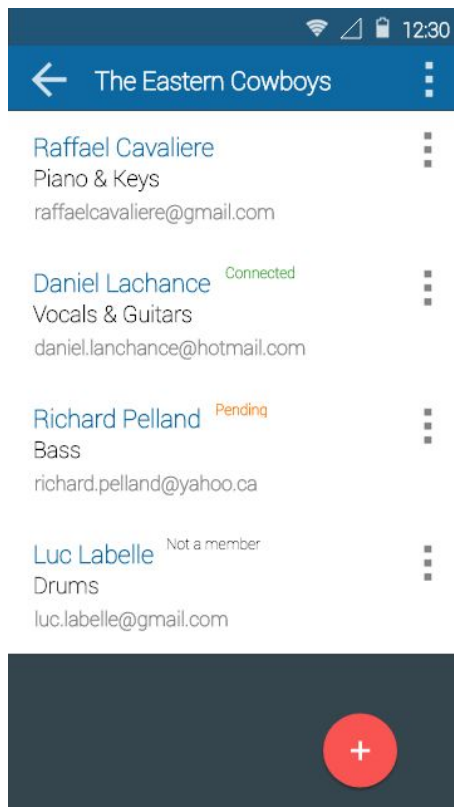 12:30
The Eastern Cowboys
Raffael Cavaliere
Piano & Keys
raffaelcavaliere@gmail.com
Daniel Lachance Connected
Vocals & Guitars
daniel.lanchance@hotmail.com
Richard Pelland Pending
Bass
richard.pelland@yahoo.ca
Luc Labelle Not a member
Drums
luc.labelle@gmail.com
+